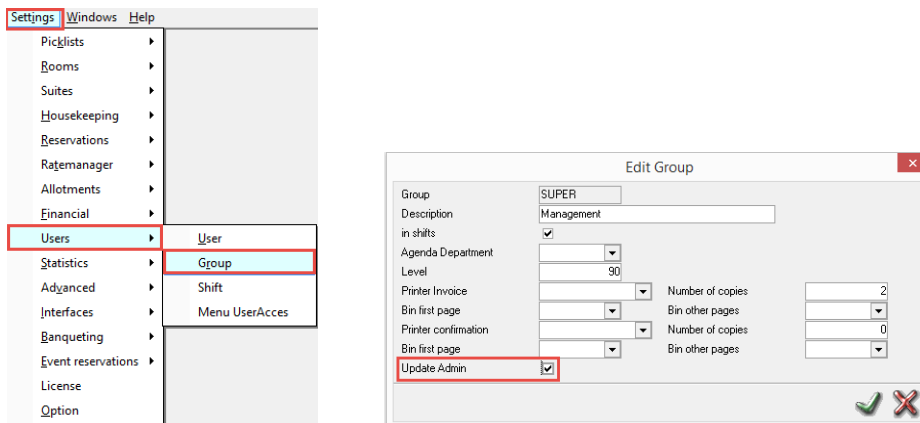 Settings Windows Help
Picklists
Rooms
Suites
Housekeeping
Reservations
Ratemanager
Allotments
Financial
Users
Statistics
Advanced
Interfaces
Banqueting
Event reservations
License
Option
User
Group
Shift
Menu UserAcces
Edit Group
Group SUPER
Description Management
in shifts
Agenda Department
Level 90
Printer Invoice Number of copies 2
Bin first page Bin other pages
Printer confirmation Number of copies 0
Bin first page Bin other pages
Update Admin